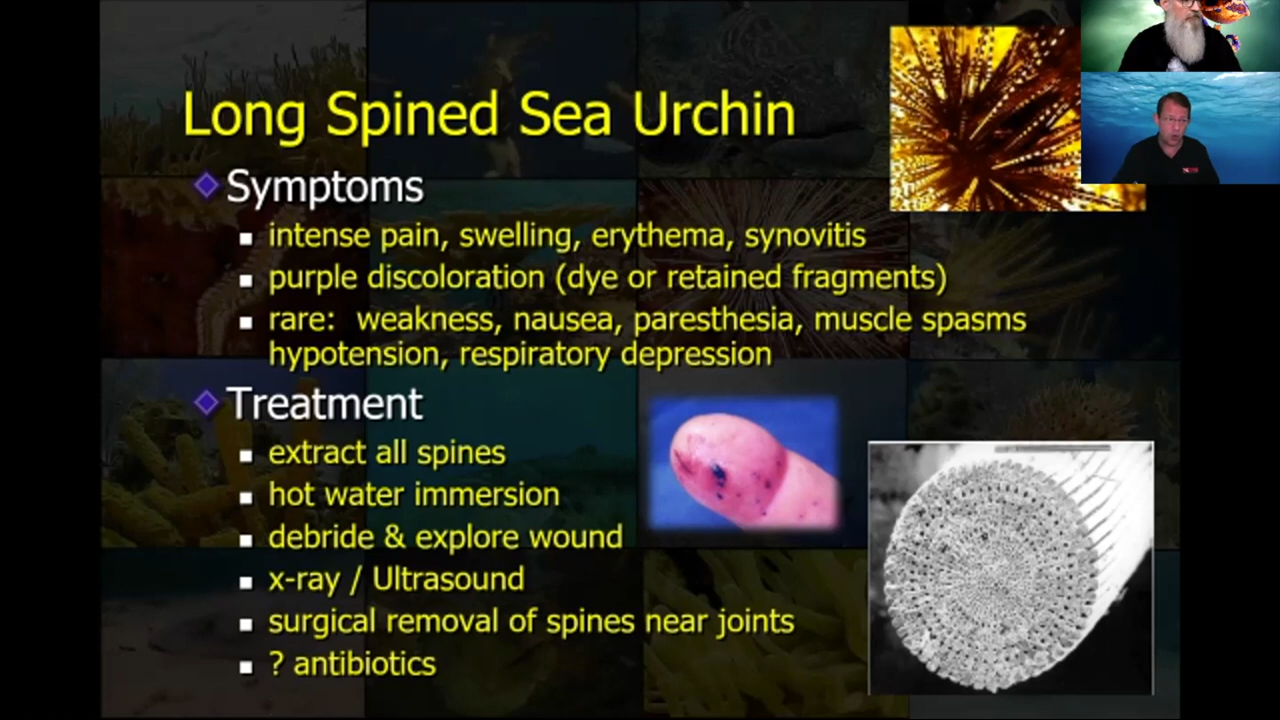 Long Spined Sea Urchin
Symptoms
intense pain, swelling, erythema, synovitis
purple discoloration (dye or retained fragments)
rare: weakness, nausea, paresthesia, muscle spasms
hypotension, respiratory depression
Treatment
extract all spines
hot water immersion
debride & explore wound
x-ray / Ultrasound
surgical removal of spines near joints
? antibiotics